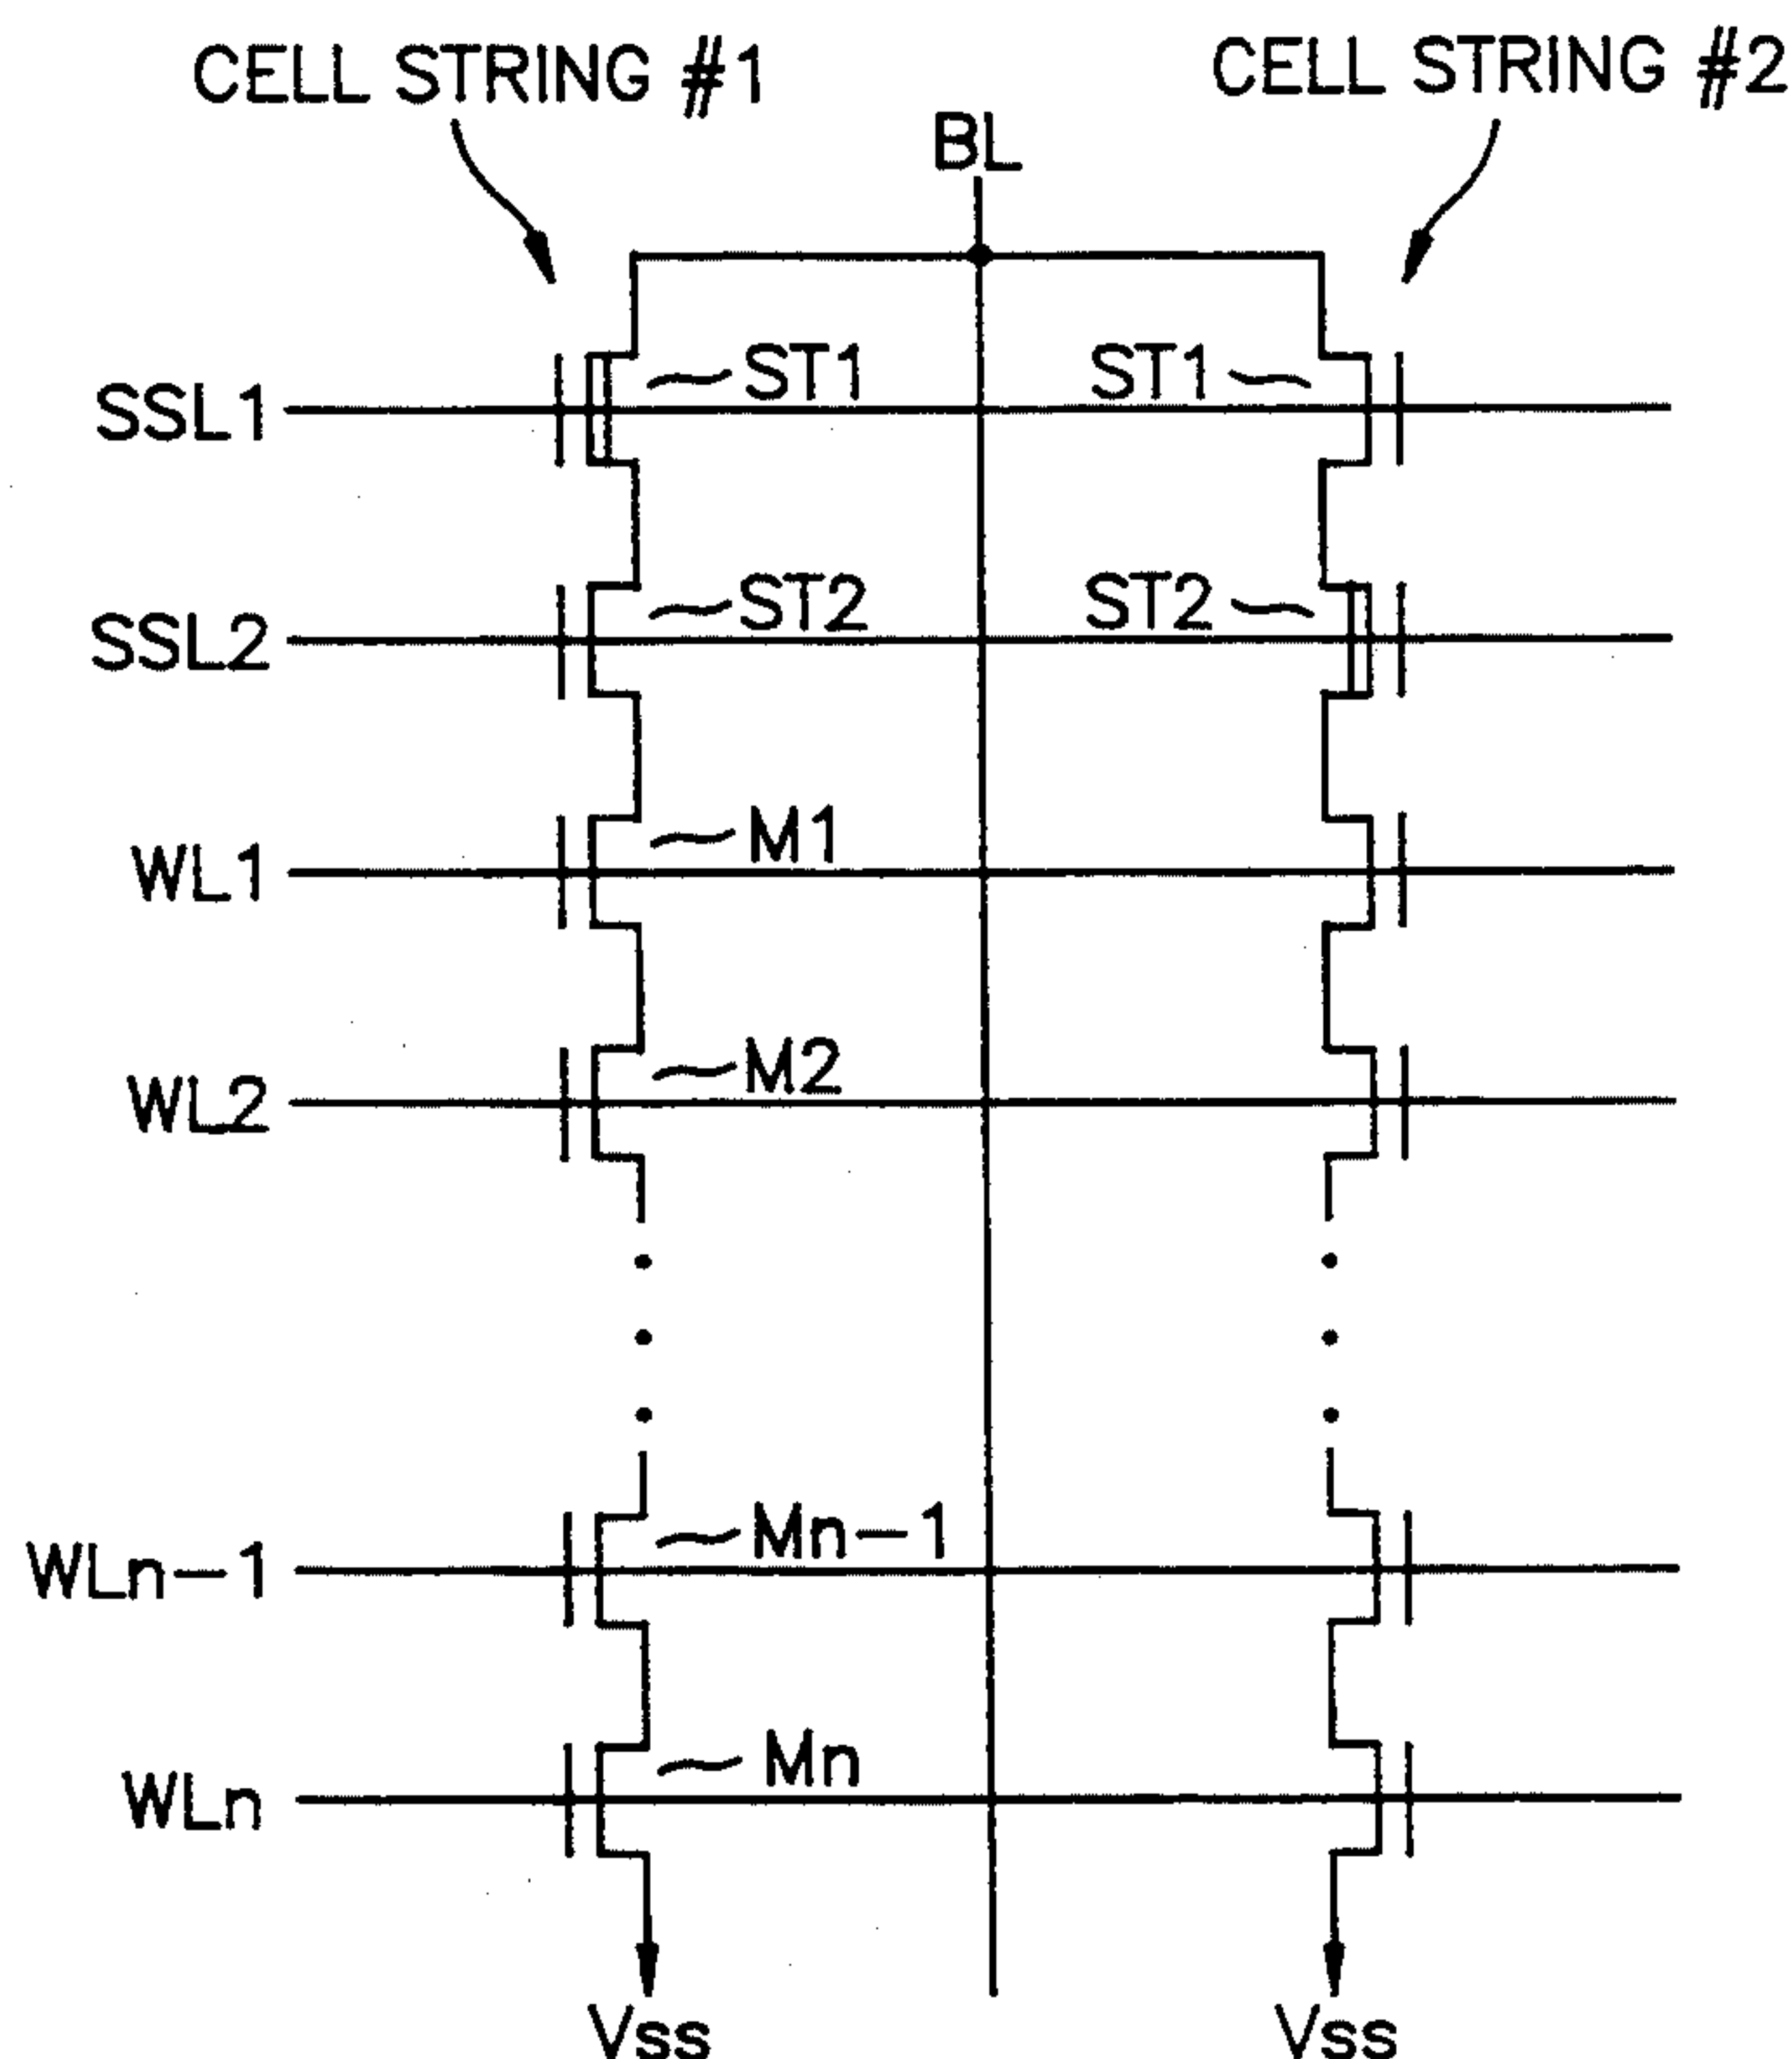 CELL STRING #1
CELL STRING #2
BL
SSL1
ST1
ST1
SSL2
ST2
ST2
WL1
M1
WL2
M2
WLn-1
Mn-1
WLn
Mn
Vss
Vss